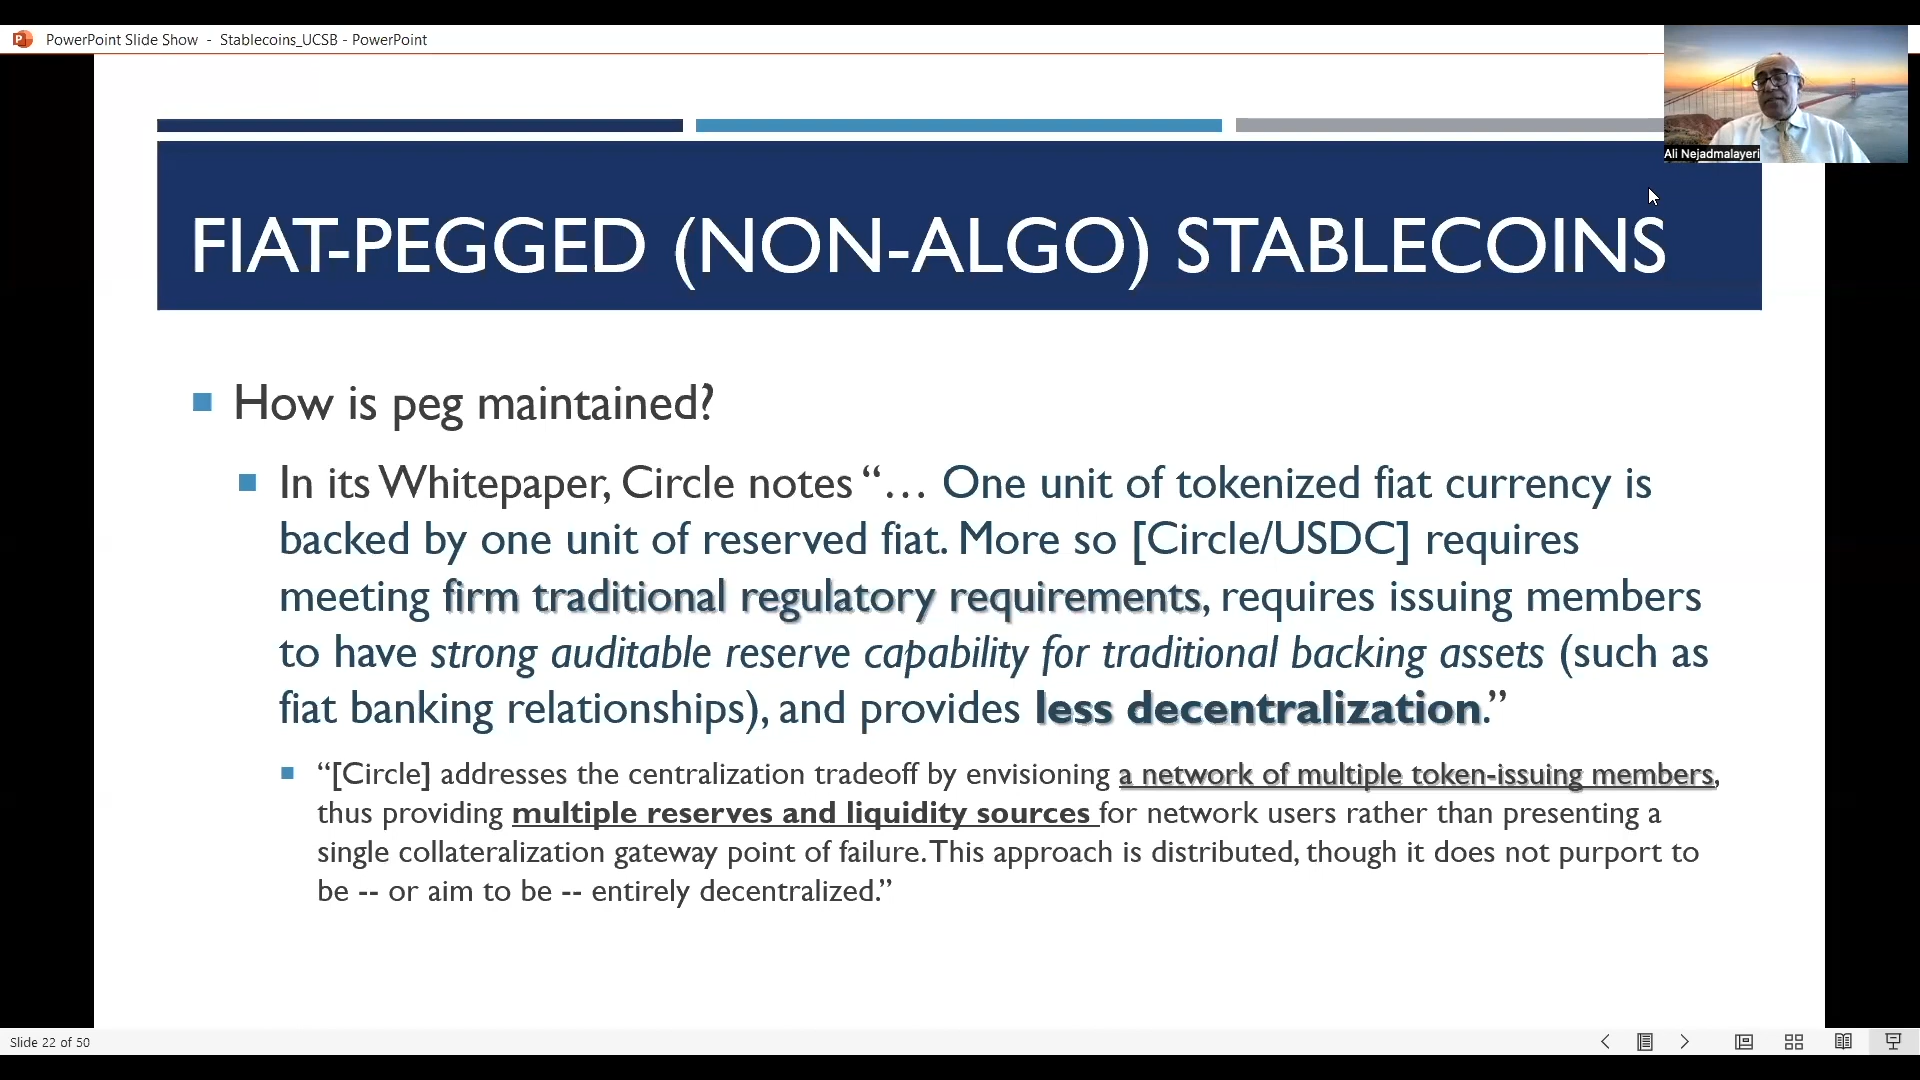 PowerPoint Slide Show - Stablecoins_UCSB - PowerPoint
Ali Nejadmalayeri
FIAT-PEGGED (NON-ALGO) STABLECOINS
How is peg maintained?
In its Whitepaper, Circle notes “… One unit of tokenized fiat currency is
backed by one unit of reserved fiat. More so [Circle/USDC] requires
meeting firm traditional regulatory requirements, requires issuing members
to have strong auditable reserve capability for traditional backing assets (such as
fiat banking relationships), and provides less decentralization.”
“[Circle] addresses the centralization tradeoff by envisioning a network of multiple token-issuing members,
thus providing multiple reserves and liquidity sources for network users rather than presenting a
single collateralization gateway point of failure. This approach is distributed, though it does not purport to
be -- or aim to be -- entirely decentralized.”
Slide 22 of 50